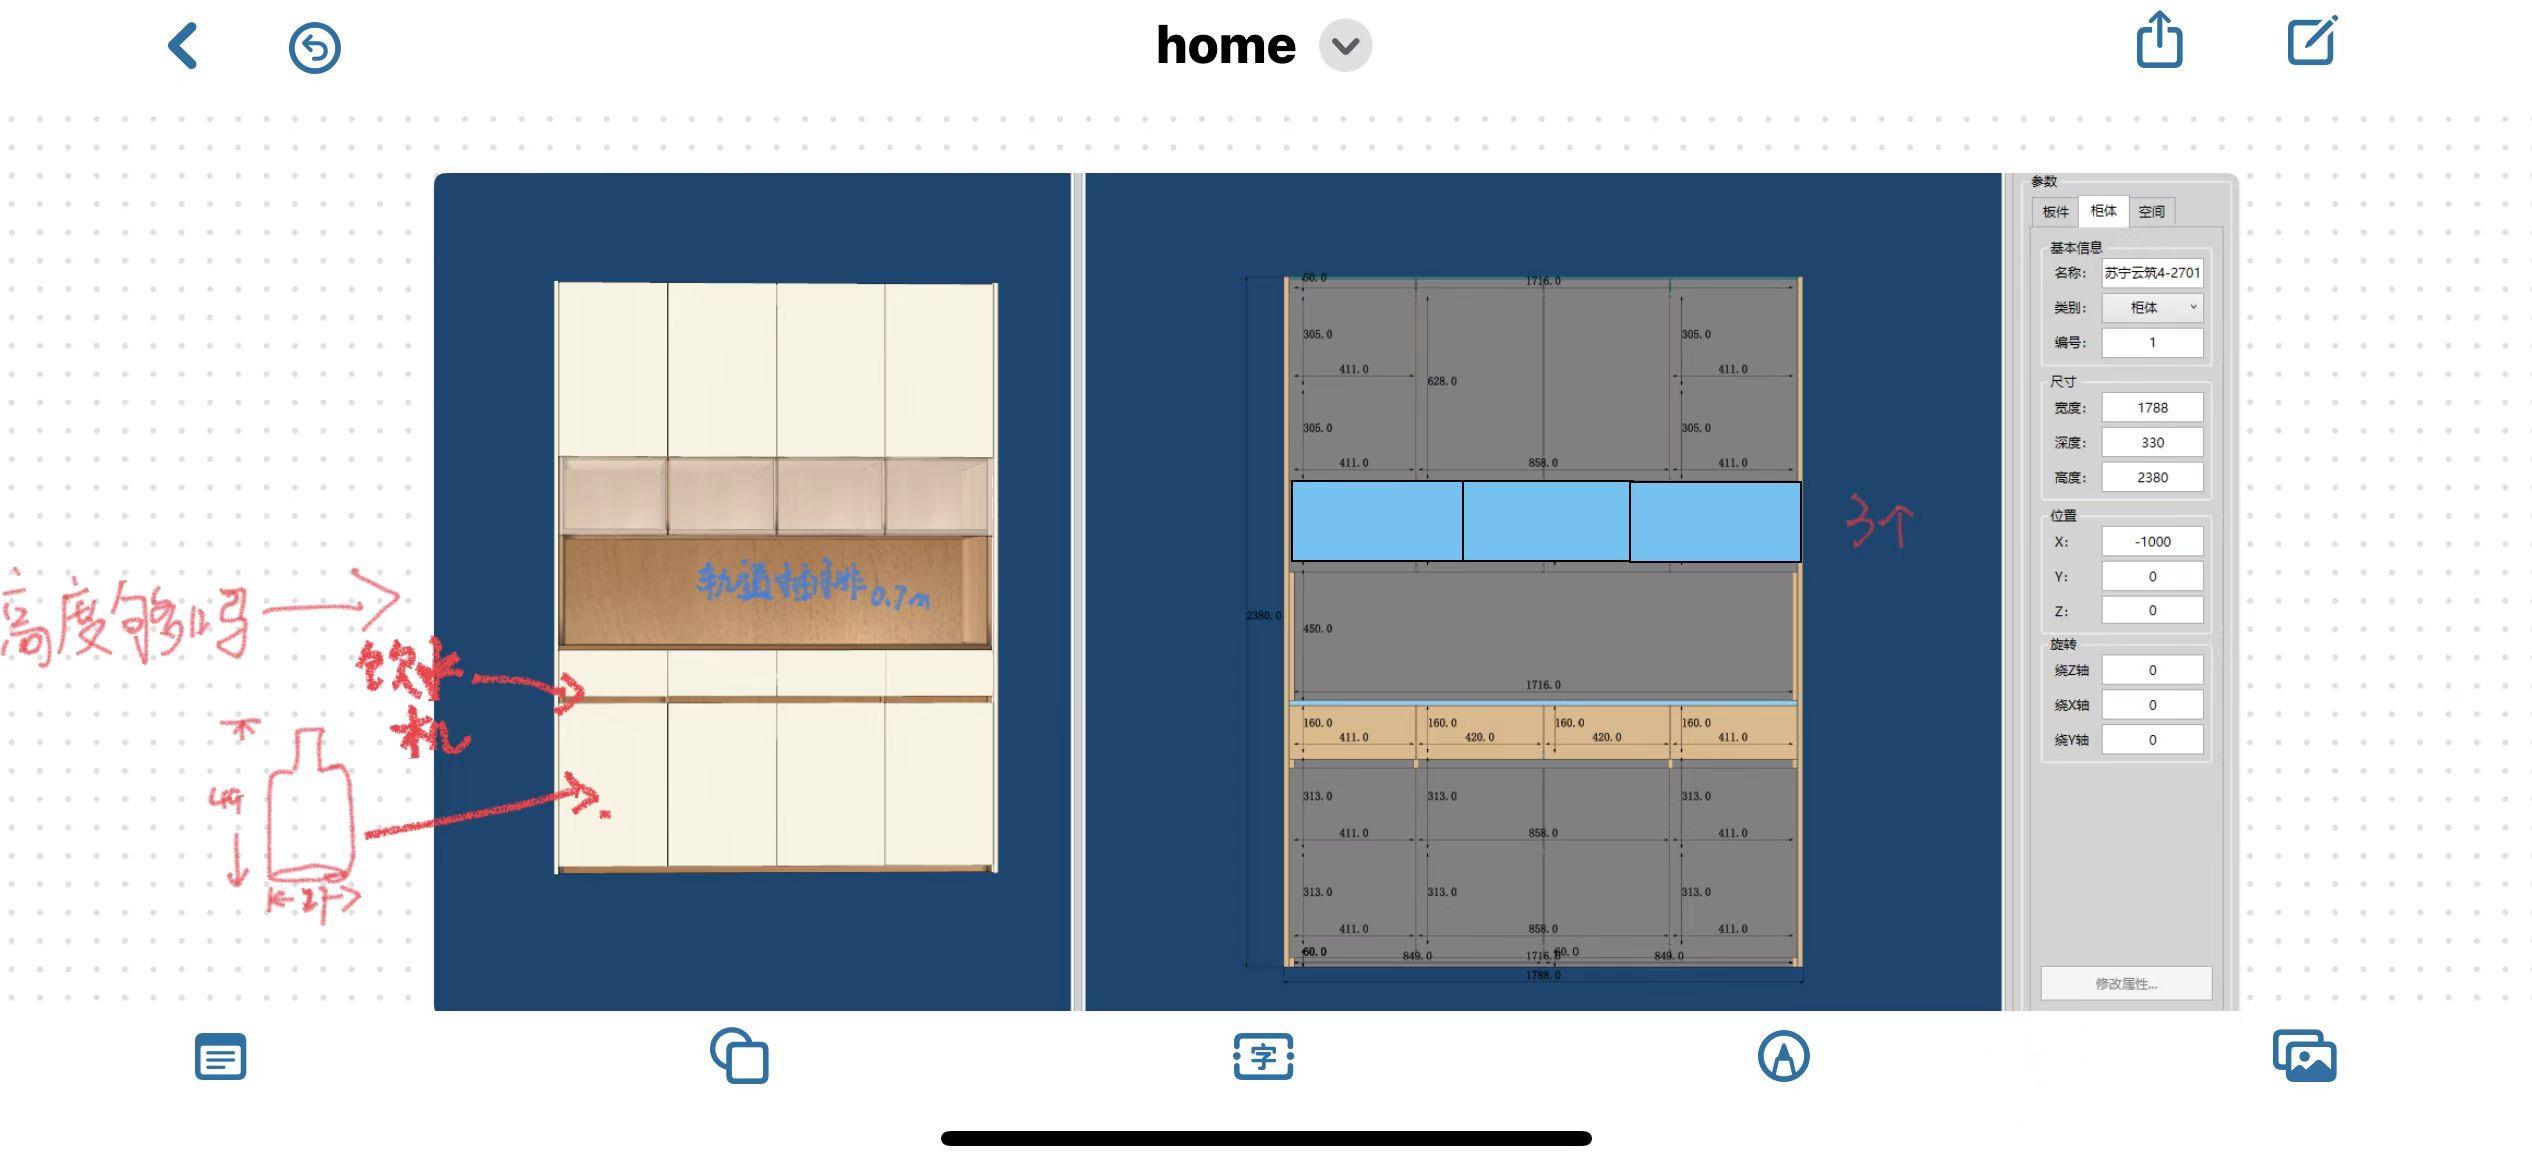 home
参数
板件 柜体 空间
基本信息
名称: 苏宁云筑4-2701
类别: 柜体
编号: 1
尺寸
宽度: 1788
深度: 330
高度: 2380
位置
X: -1000
Y: 0
Z: 0
旋转
绕Z轴 0
绕X轴 0
绕Y轴 0
修改属性...
轨道插排0.7m
高度够吗
饮水
机
49
27
3个
60.0
1716.0
305.0
305.0
411.0
628.0
411.0
305.0
305.0
411.0
858.0
411.0
2380.0
450.0
1716.0
160.0
160.0
160.0
160.0
411.0
420.0
420.0
411.0
313.0
313.0
313.0
411.0
858.0
411.0
313.0
313.0
313.0
411.0
858.0
411.0
60.0
849.0
1716.0
60.0
849.0
1788.0
字